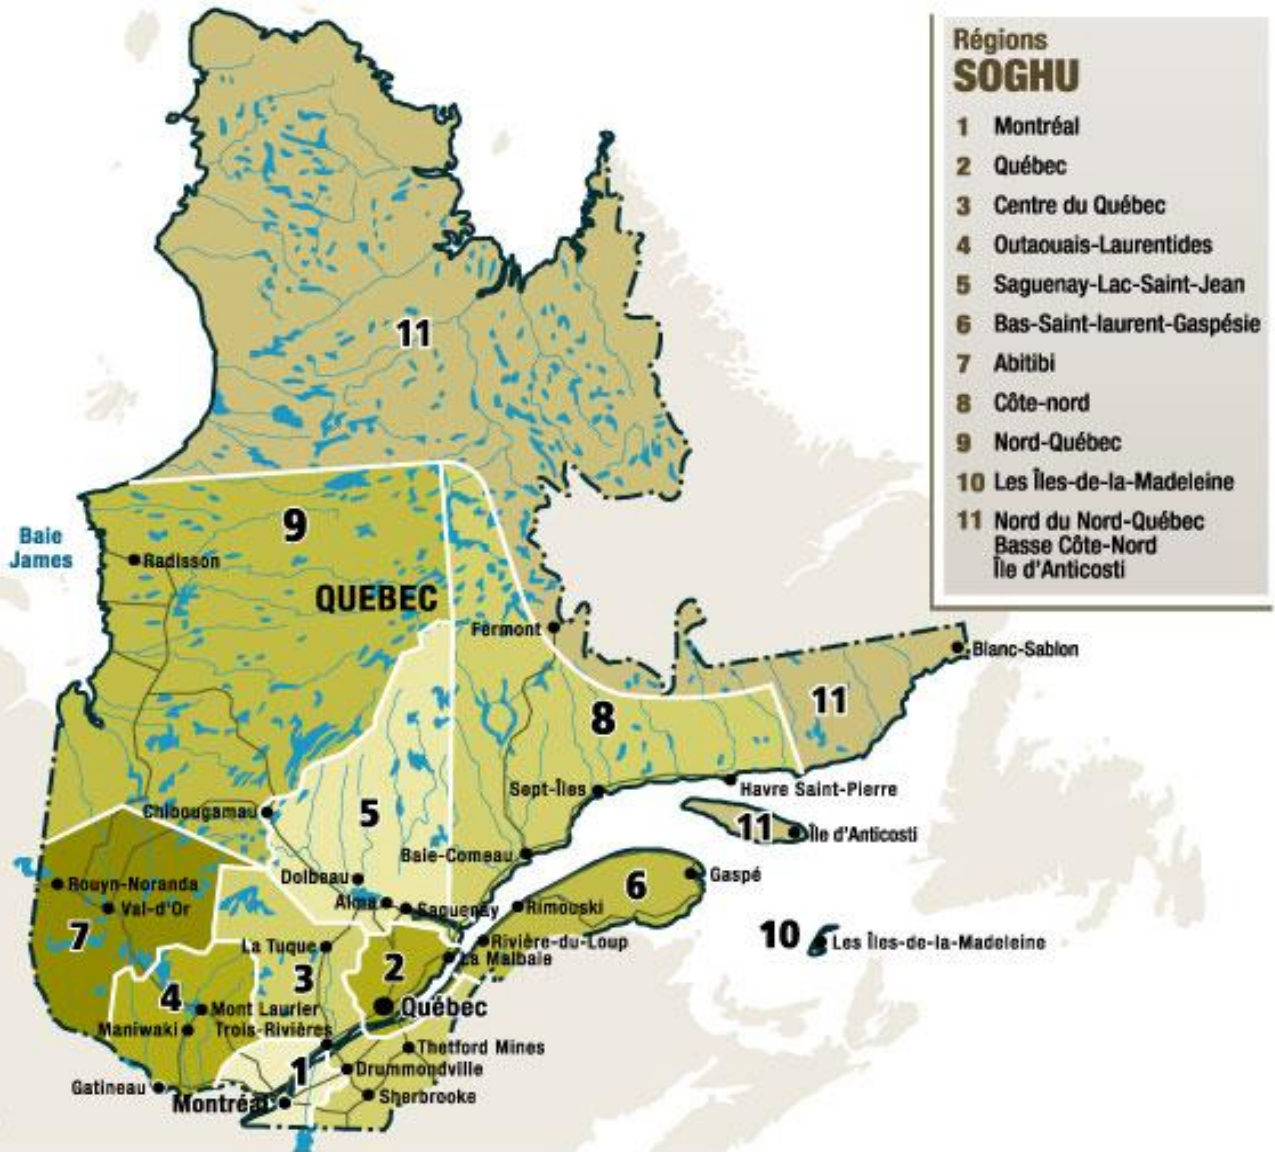 Régions
SOGHU
1 Montréal
2 Québec
3 Centre du Québec
4 Outaouais-Laurentides
5 Saguenay-Lac-Saint-Jean
6 Bas-Saint-laurent-Gaspésie
7 Abitibi
8 Côte-nord
9 Nord-Québec
10 Les Îles-de-la-Madeleine
11 Nord du Nord-Québec
Basse Côte-Nord
Île d'Anticosti
11
9
Baie
James
Radisson
QUEBEC
Fermont
Blanc-Sablon
11
8
Sept-Îles
Havre Saint-Pierre
Chiboougamau
5
11
Île d'Anticosti
Baie-Comeau
Dolbeau
6
Gaspé
Rouyn-Noranda
Val-d'Or
Alma
Saguenay
Rimouski
7
La Tuque
Rivière-du-Loup
10
Les Îles-de-la-Madeleine
La Malbaie
2
3
4
Mont Laurier
Québec
Maniwaki
Trois-Rivières
Thetford Mines
1
Drummondville
Gatineau
Montréal
Sherbrooke